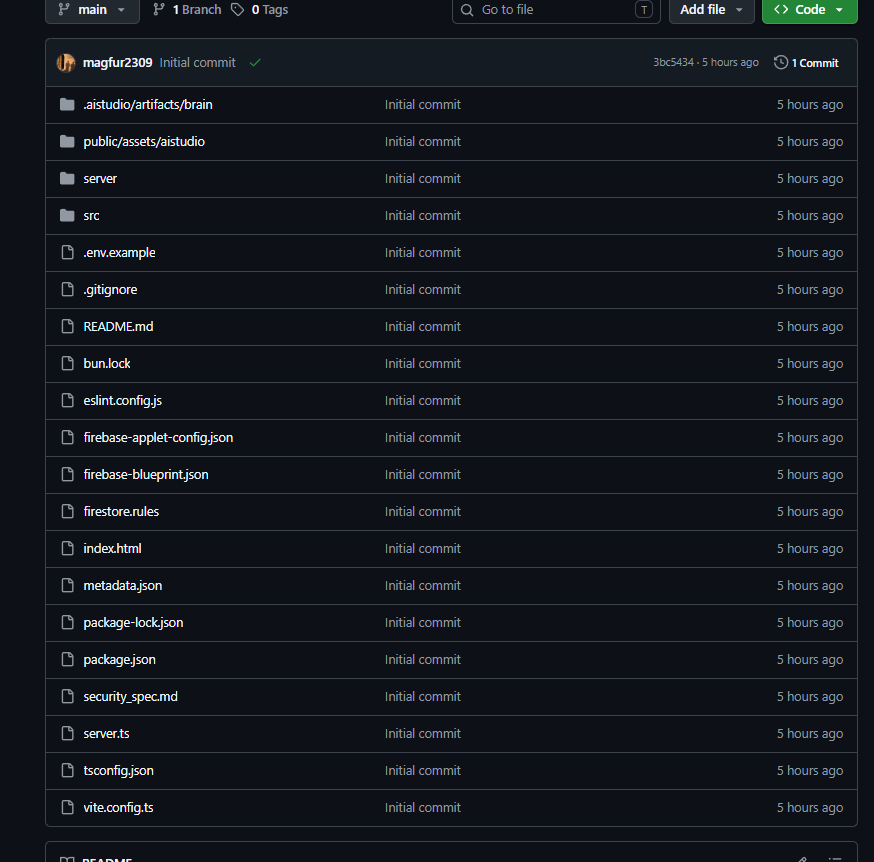 main 1 Branch 0 Tags Go to file T Add file Code
magfur2309 Initial commit 3bc5434 · 5 hours ago 1 Commit
.aistudio/artifacts/brain Initial commit 5 hours ago
public/assets/aistudio Initial commit 5 hours ago
server Initial commit 5 hours ago
src Initial commit 5 hours ago
.env.example Initial commit 5 hours ago
.gitignore Initial commit 5 hours ago
README.md Initial commit 5 hours ago
bun.lock Initial commit 5 hours ago
eslint.config.js Initial commit 5 hours ago
firebase-applet-config.json Initial commit 5 hours ago
firebase-blueprint.json Initial commit 5 hours ago
firestore.rules Initial commit 5 hours ago
index.html Initial commit 5 hours ago
metadata.json Initial commit 5 hours ago
package-lock.json Initial commit 5 hours ago
package.json Initial commit 5 hours ago
security_spec.md Initial commit 5 hours ago
server.ts Initial commit 5 hours ago
tsconfig.json Initial commit 5 hours ago
vite.config.ts Initial commit 5 hours ago
README